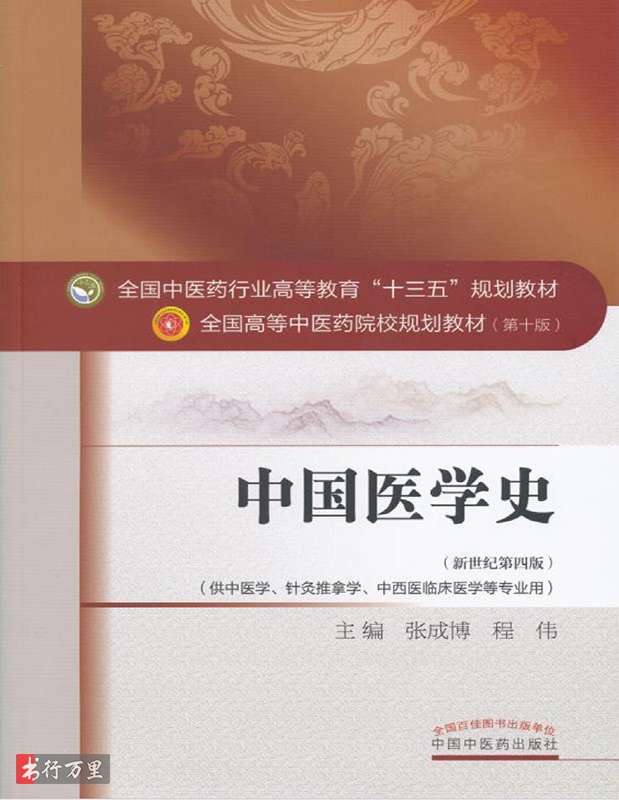 全国中医药行业高等教育“十三五”规划教材
全国高等中医药院校规划教材（第十版）
中国医学史
（新世纪第四版）
（供中医学、针灸推拿学、中西医临床医学等专业用）
主编 张成博 程 伟
全国百佳图书出版单位
中国中医药出版社
书行万里